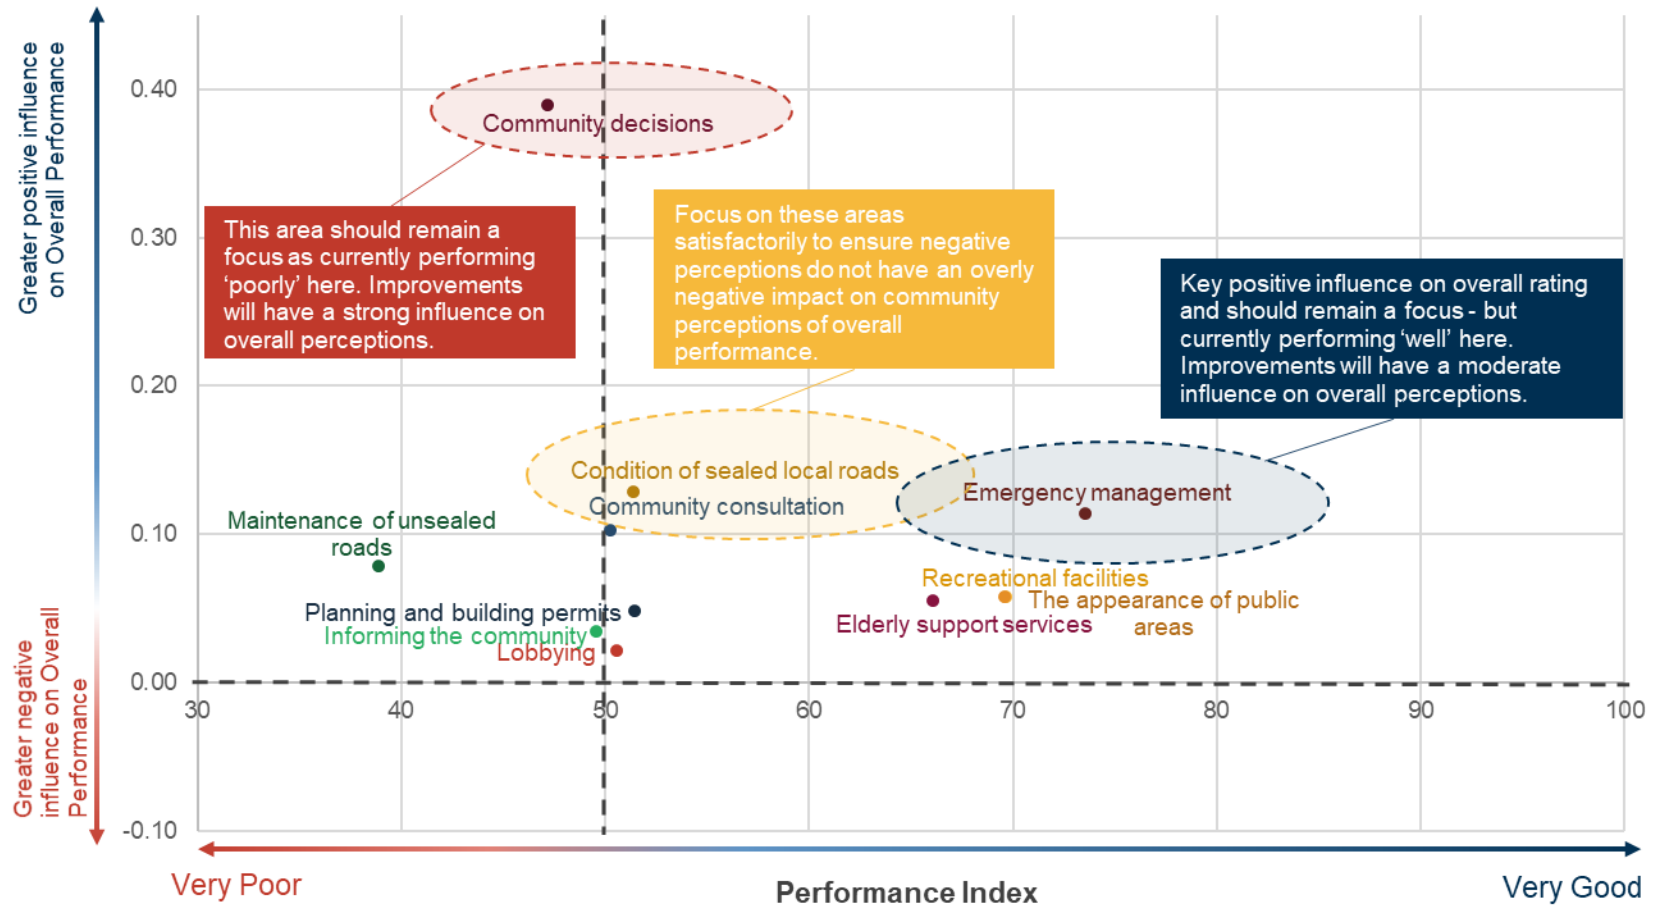 Greater positive influence
on Overall Performance
Greater negative
influence on Overall
Performance
0.40
0.30
0.20
0.10
0.00
-0.10
Community decisions
This area should remain a
focus as currently performing
‘poorly’ here. Improvements
will have a strong influence on
overall perceptions.
Focus on these areas
satisfactorily to ensure negative
perceptions do not have an overly
negative impact on community
perceptions of overall
performance.
Key positive influence on overall rating
and should remain a focus - but
currently performing ‘well’ here.
Improvements will have a moderate
influence on overall perceptions.
Condition of sealed local roads
Community consultation
Emergency management
Maintenance of unsealed
roads
Recreational facilities
The appearance of public
areas
Elderly support services
Planning and building permits
Informing the community
Lobbying
30
40
50
60
70
80
90
100
Very Poor
Performance Index
Very Good